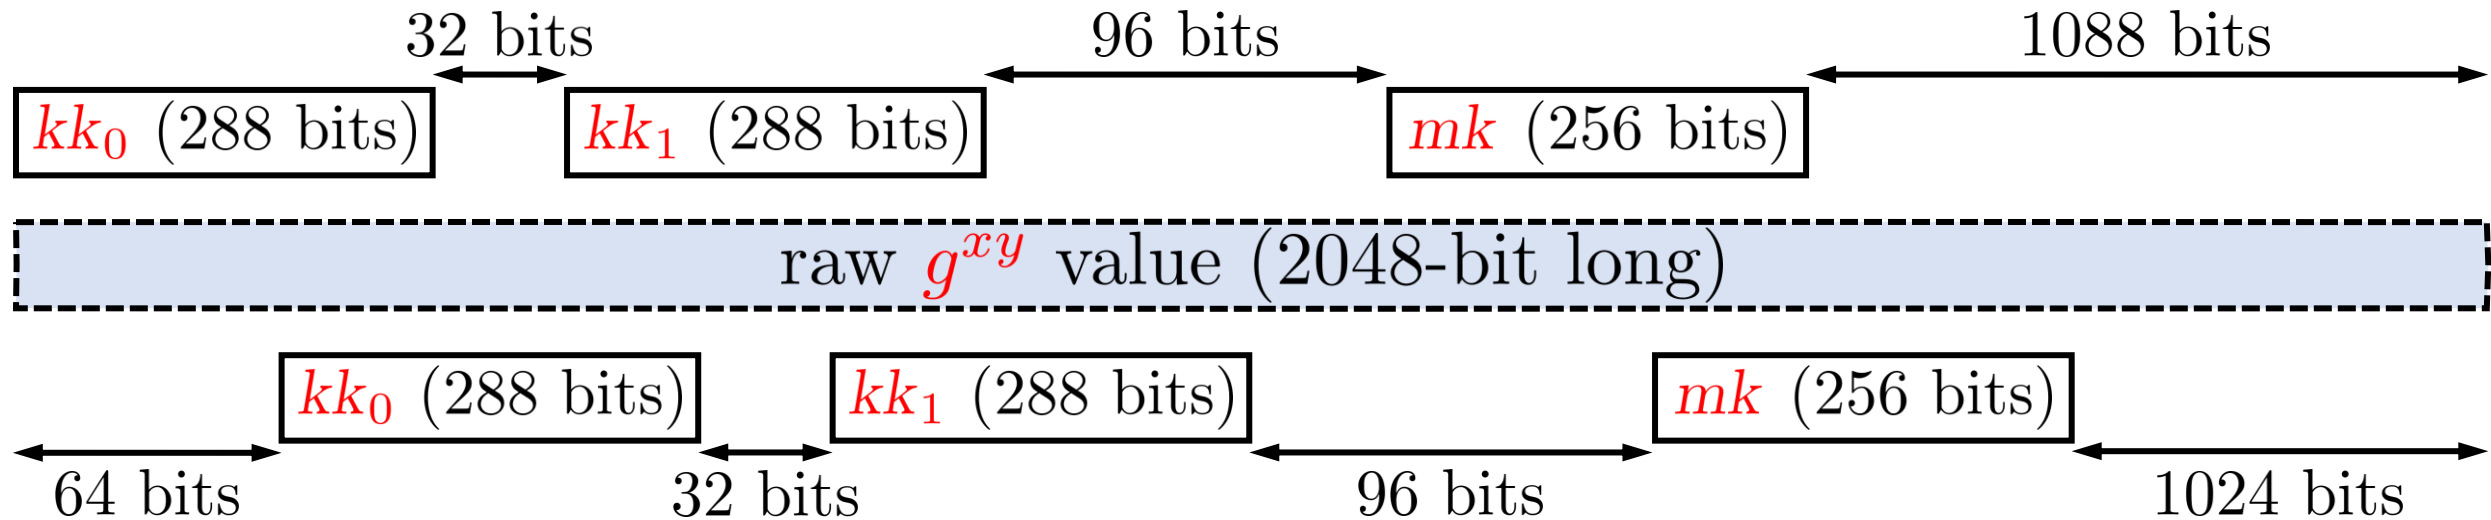 32 bits 96 bits 1088 bits
kk₀ (288 bits) kk₁ (288 bits) mk (256 bits)
raw g^{xy} value (2048-bit long)
kk₀ (288 bits) kk₁ (288 bits) mk (256 bits)
64 bits 32 bits 96 bits 1024 bits